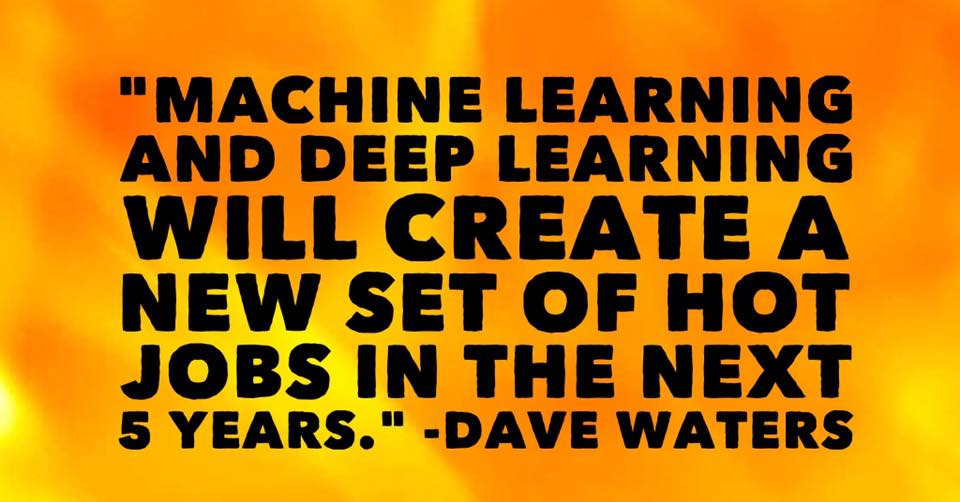 "MACHINE LEARNING
AND DEEP LEARNING
WILL CREATE A
NEW SET OF HOT
JOBS IN THE NEXT
5 YEARS." -DAVE WATERS